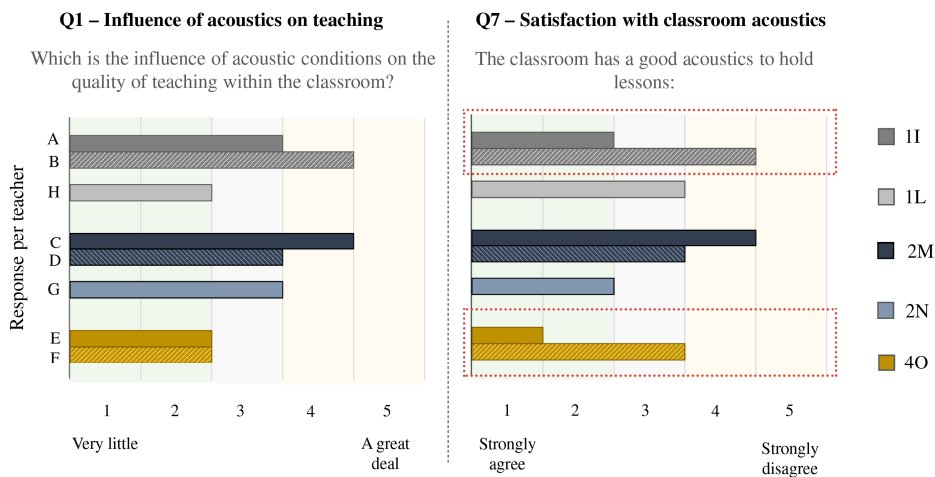 Q1 – Influence of acoustics on teaching
Which is the influence of acoustic conditions on the
quality of teaching within the classroom?
Response per teacher
A
B
H
C
D
G
E
F
1 2 3 4 5
Very little
A great
deal
Q7 – Satisfaction with classroom acoustics
The classroom has a good acoustics to hold
lessons:
1 2 3 4 5
Strongly
agree
Strongly
disagree
1I
1L
2M
2N
4O